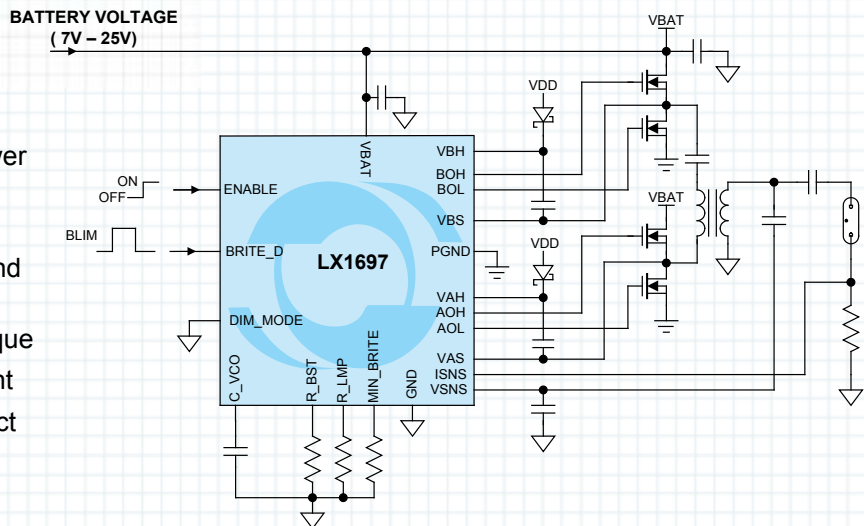 BATTERY VOLTAGE
( 7V – 25V)
VBAT
VDD
VBAT
VBH
BOH
BOL
VBS
ON
OFF
ENABLE
BLIM
BRITE_D
LX1697
PGND
VBAT
VDD
VAH
AOH
AOL
DIM_MODE
VAS
ISNS
VSNS
C_VCO
R_BST
R_LMP
MIN_BRITE
GND
nd
que
nt
ct